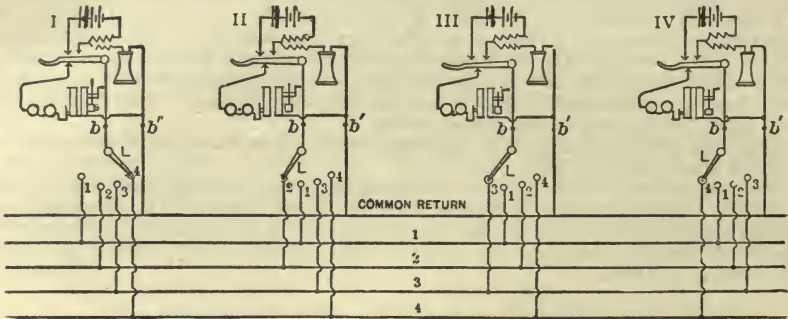 I II III IV
b b' b b' b b' b b'
L L L L
1 2 3 4 2 1 3 4 3 1 2 4 4 1 2 3
COMMON RETURN
1
2
3
4